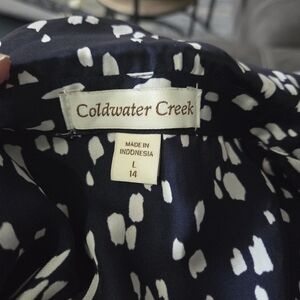 Coldwater Creek
MADE IN
INDONESIA
L
14